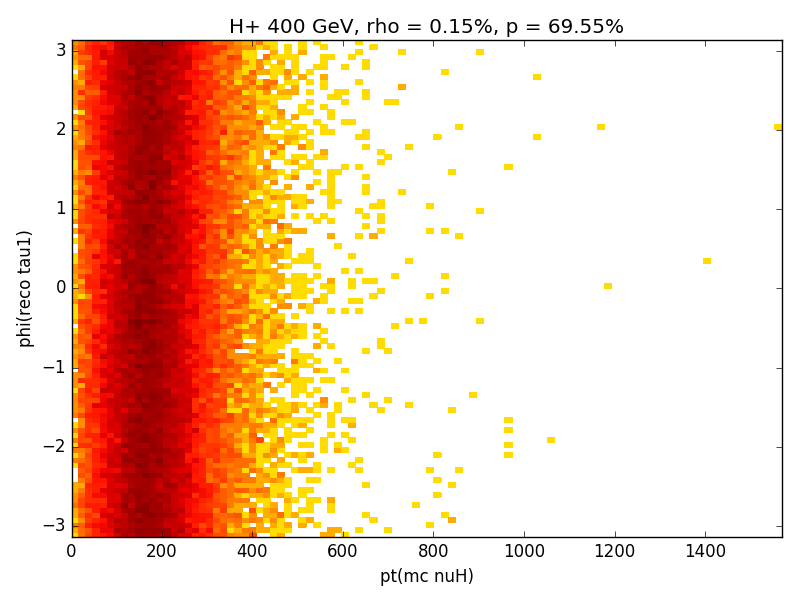 H+ 400 GeV, rho = 0.15%, p = 69.55%
3
2
1
0
−1
−2
−3
phi(reco tau1)
0 200 400 600 800 1000 1200 1400
pt(mc nuH)